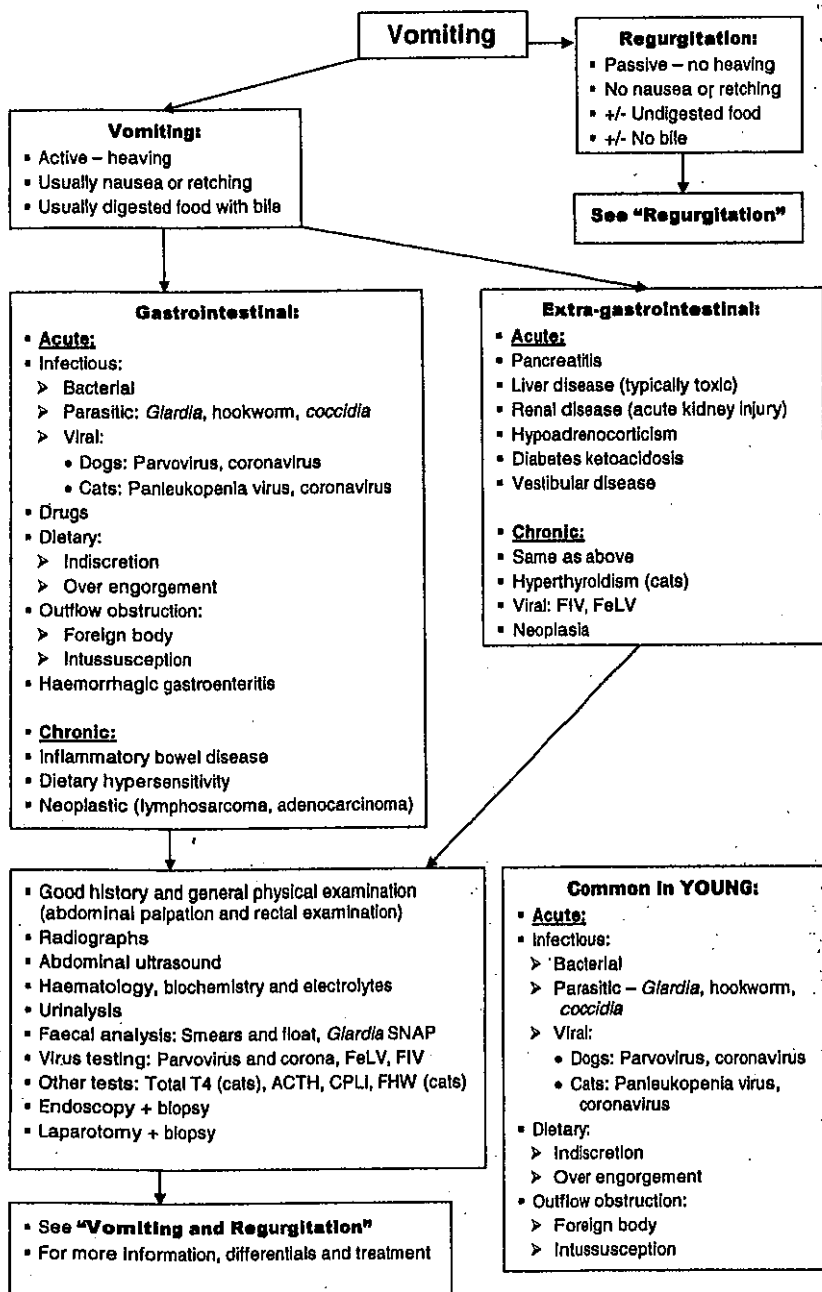 Vomiting
Regurgitation:
▪ Passive – no heaving
▪ No nausea or retching
▪ +/- Undigested food
▪ +/- No bile
See "Regurgitation"
Vomiting:
▪ Active – heaving
▪ Usually nausea or retching
▪ Usually digested food with bile
Gastrointestinal:
▪ Acute:
▪ Infectious:
➢ Bacterial
➢ Parasitic: Giardia, hookworm, coccidia
➢ Viral:
• Dogs: Parvovirus, coronavirus
• Cats: Panleukopenia virus, coronavirus
▪ Drugs
▪ Dietary:
➢ Indiscretion
➢ Over engorgement
▪ Outflow obstruction:
➢ Foreign body
➢ Intussusception
▪ Haemorrhagic gastroenteritis
▪ Chronic:
▪ Inflammatory bowel disease
▪ Dietary hypersensitivity
▪ Neoplastic (lymphosarcoma, adenocarcinoma)
Extra-gastrointestinal:
▪ Acute:
▪ Pancreatitis
▪ Liver disease (typically toxic)
▪ Renal disease (acute kidney injury)
▪ Hypoadrenocorticism
▪ Diabetes ketoacidosis
▪ Vestibular disease
▪ Chronic:
▪ Same as above
▪ Hyperthyroidism (cats)
▪ Viral: FIV, FeLV
▪ Neoplasia
▪ Good history and general physical examination
(abdominal palpation and rectal examination)
▪ Radiographs
▪ Abdominal ultrasound
▪ Haematology, biochemistry and electrolytes
▪ Urinalysis
▪ Faecal analysis: Smears and float, Giardia SNAP
▪ Virus testing: Parvovirus and corona, FeLV, FIV
▪ Other tests: Total T4 (cats), ACTH, CPLI, FHW (cats)
▪ Endoscopy + biopsy
▪ Laparotomy + biopsy
▪ See "Vomiting and Regurgitation"
▪ For more information, differentials and treatment
Common in YOUNG:
▪ Acute:
▪ Infectious:
➢ Bacterial
➢ Parasitic – Giardia, hookworm,
coccidia
➢ Viral:
• Dogs: Parvovirus, coronavirus
• Cats: Panleukopenia virus,
coronavirus
▪ Dietary:
➢ Indiscretion
➢ Over engorgement
▪ Outflow obstruction:
➢ Foreign body
➢ Intussusception